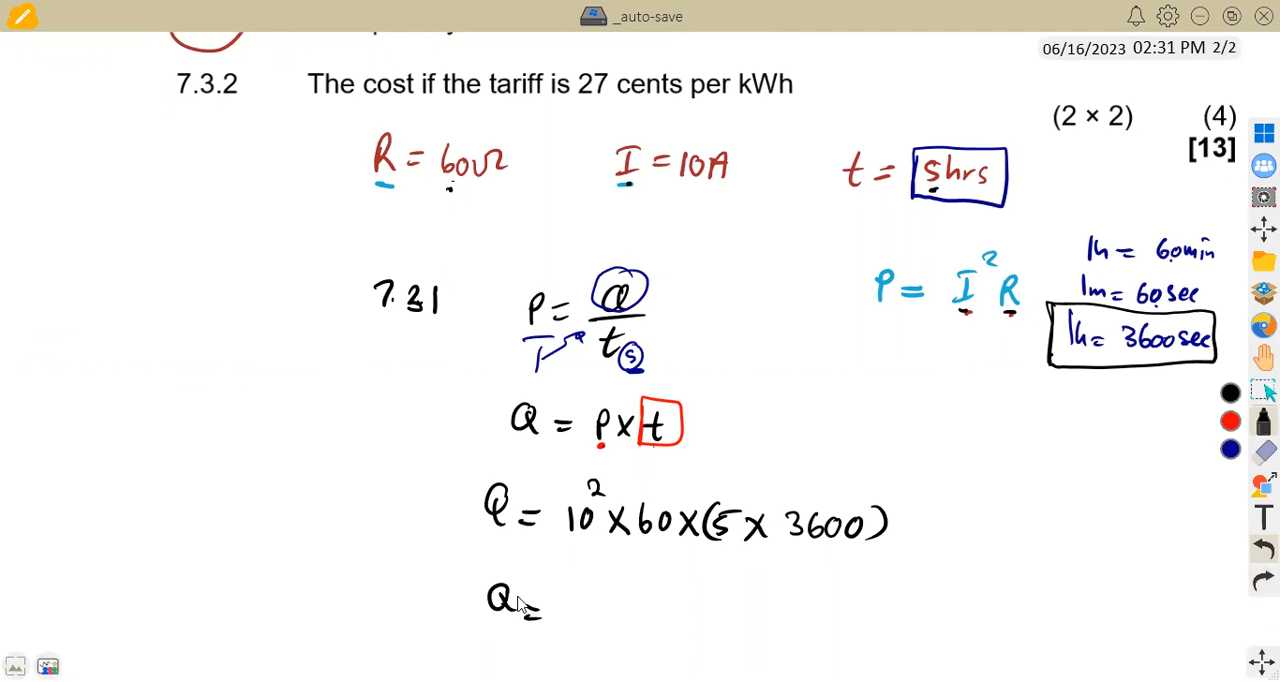 _auto-save
06/16/2023 02:31 PM 2/2
7.3.2 The cost if the tariff is 27 cents per kWh
(2 × 2) (4)
[13]
R = 60Ω I = 10A t = 5hrs
1h = 60min
7.31 P = Q / t (s) P = I² R
1m = 60sec
1h = 3600sec
Q = P × t
Q = 10² × 60 × (5 × 3600)
Q =